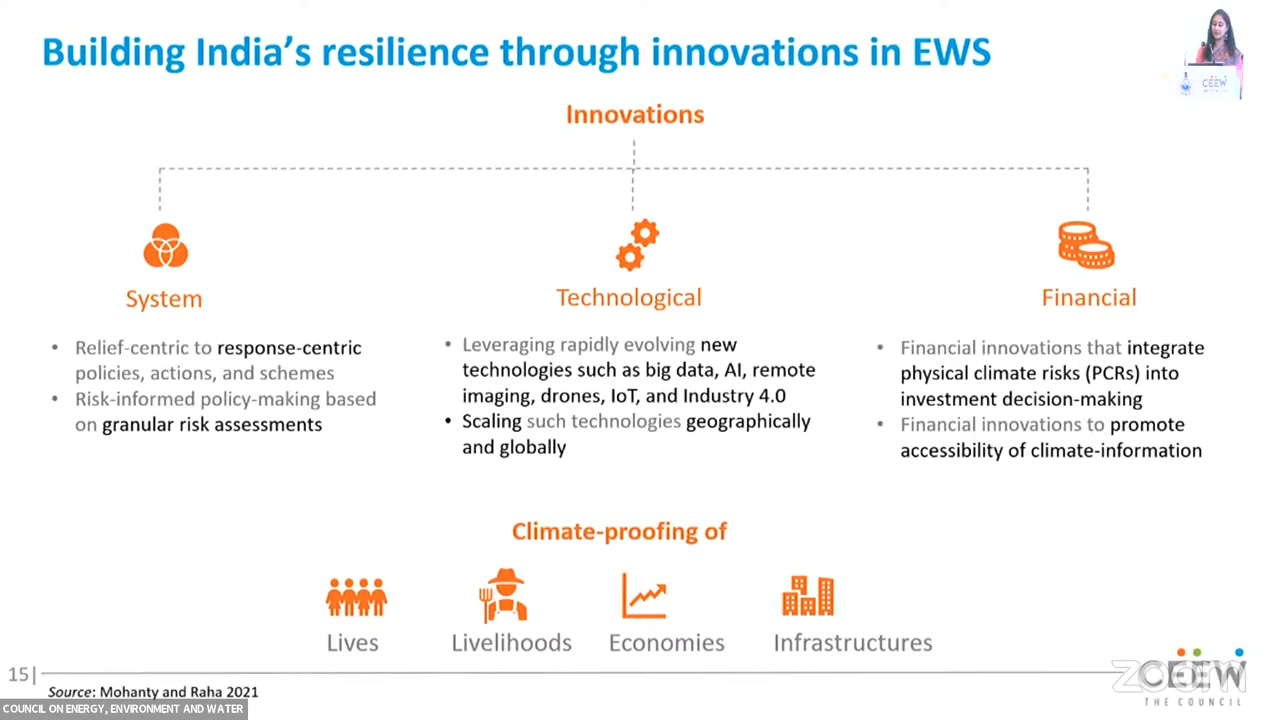 Building India's resilience through innovations in EWS
CEEW
Innovations
System
Technological
Financial
• Relief-centric to response-centric
policies, actions, and schemes
• Risk-informed policy-making based
on granular risk assessments
• Leveraging rapidly evolving new
technologies such as big data, AI, remote
imaging, drones, IoT, and Industry 4.0
• Scaling such technologies geographically
and globally
• Financial innovations that integrate
physical climate risks (PCRs) into
investment decision-making
• Financial innovations to promote
accessibility of climate-information
Climate-proofing of
Lives
Livelihoods
Economies
Infrastructures
15
Source: Mohanty and Raha 2021
COUNCIL ON ENERGY, ENVIRONMENT AND WATER
zoom
CEEW
THE COUNCIL